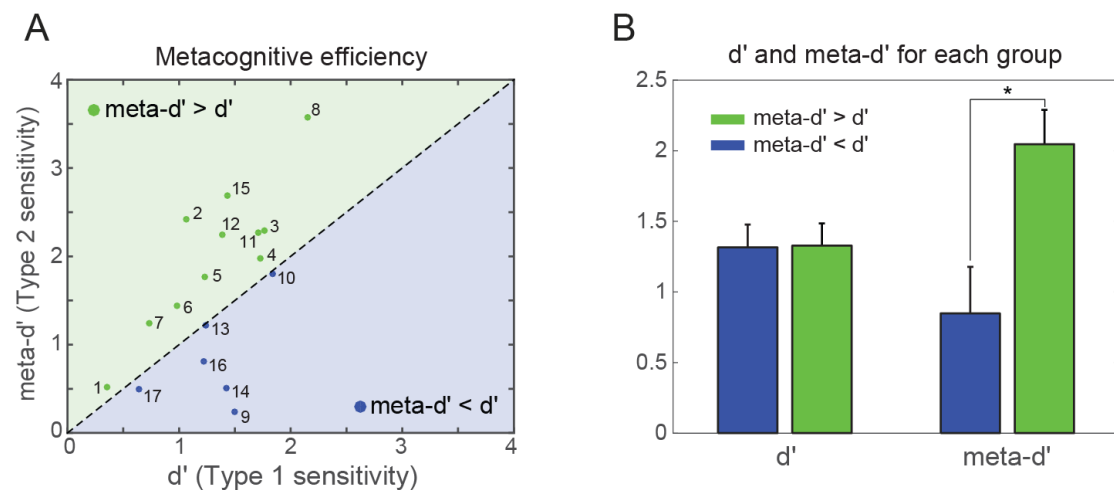 A
Metacognitive efficiency
meta-d' (Type 2 sensitivity)
4
3
2
1
0
meta-d' > d'
8
15
2
12
3
11
4
10
5
6
7
13
16
1
17
14
9
meta-d' < d'
0
1
2
3
4
d' (Type 1 sensitivity)
B
d' and meta-d' for each group
2.5
2
1.5
1
0.5
0
meta-d' > d'
meta-d' < d'
*
d'
meta-d'